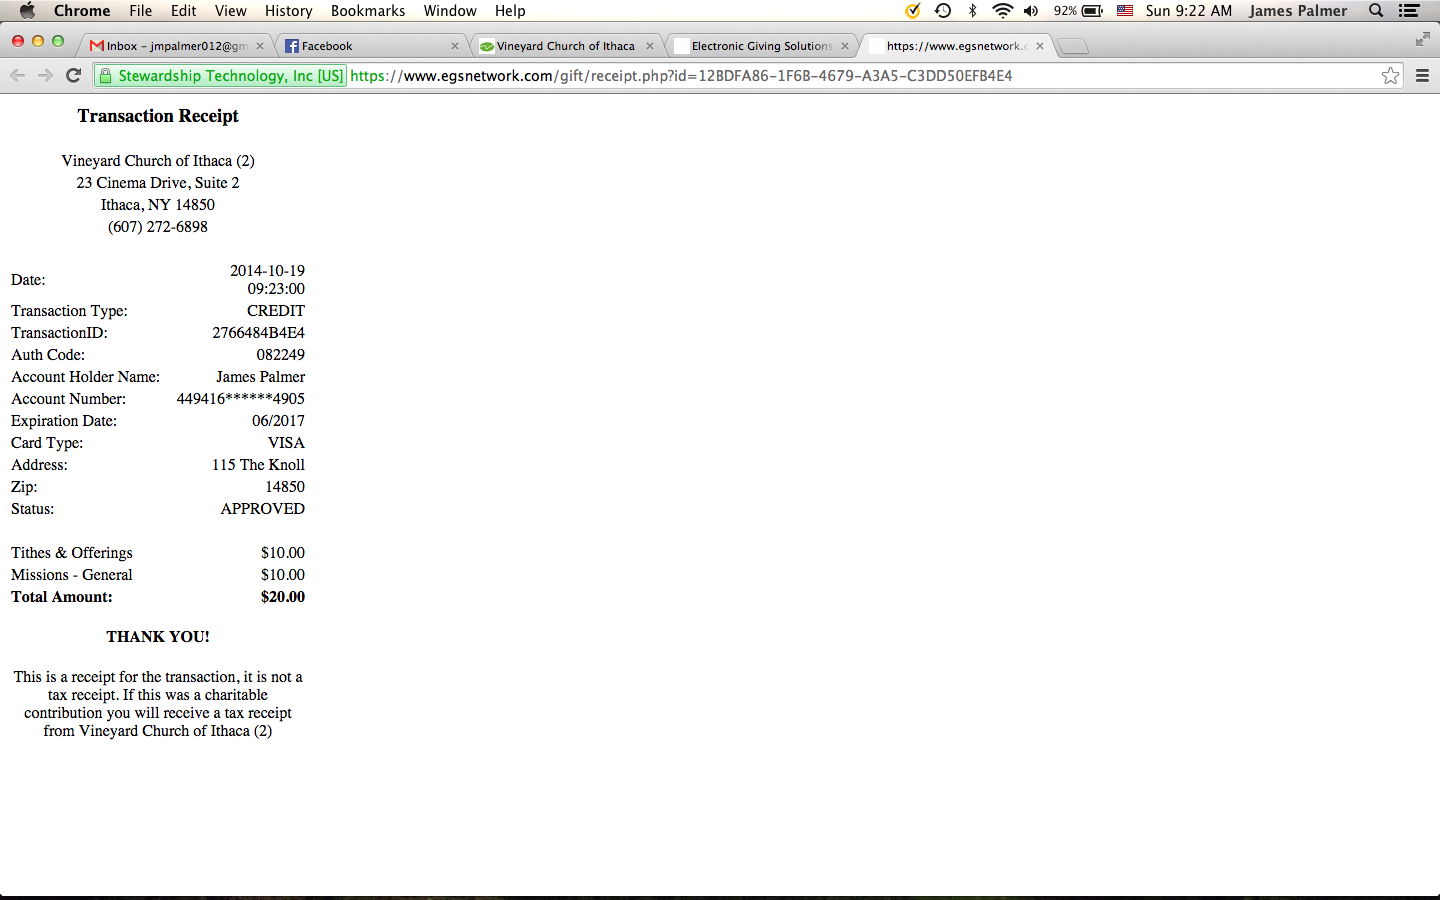 Chrome File Edit View History Bookmarks Window Help 92% Sun 9:22 AM James Palmer
Inbox - jmpalmer012@gm Facebook Vineyard Church of Ithaca Electronic Giving Solutions https://www.egsnetwork.c
Stewardship Technology, Inc [US] https://www.egsnetwork.com/gift/receipt.php?id=12BDFA86-1F6B-4679-A3A5-C3DD50EFB4E4
Transaction Receipt
Vineyard Church of Ithaca (2)
23 Cinema Drive, Suite 2
Ithaca, NY 14850
(607) 272-6898
Date: 2014-10-19
09:23:00
Transaction Type: CREDIT
TransactionID: 2766484B4E4
Auth Code: 082249
Account Holder Name: James Palmer
Account Number: 449416******4905
Expiration Date: 06/2017
Card Type: VISA
Address: 115 The Knoll
Zip: 14850
Status: APPROVED
Tithes & Offerings $10.00
Missions - General $10.00
Total Amount: $20.00
THANK YOU!
This is a receipt for the transaction, it is not a
tax receipt. If this was a charitable
contribution you will receive a tax receipt
from Vineyard Church of Ithaca (2)